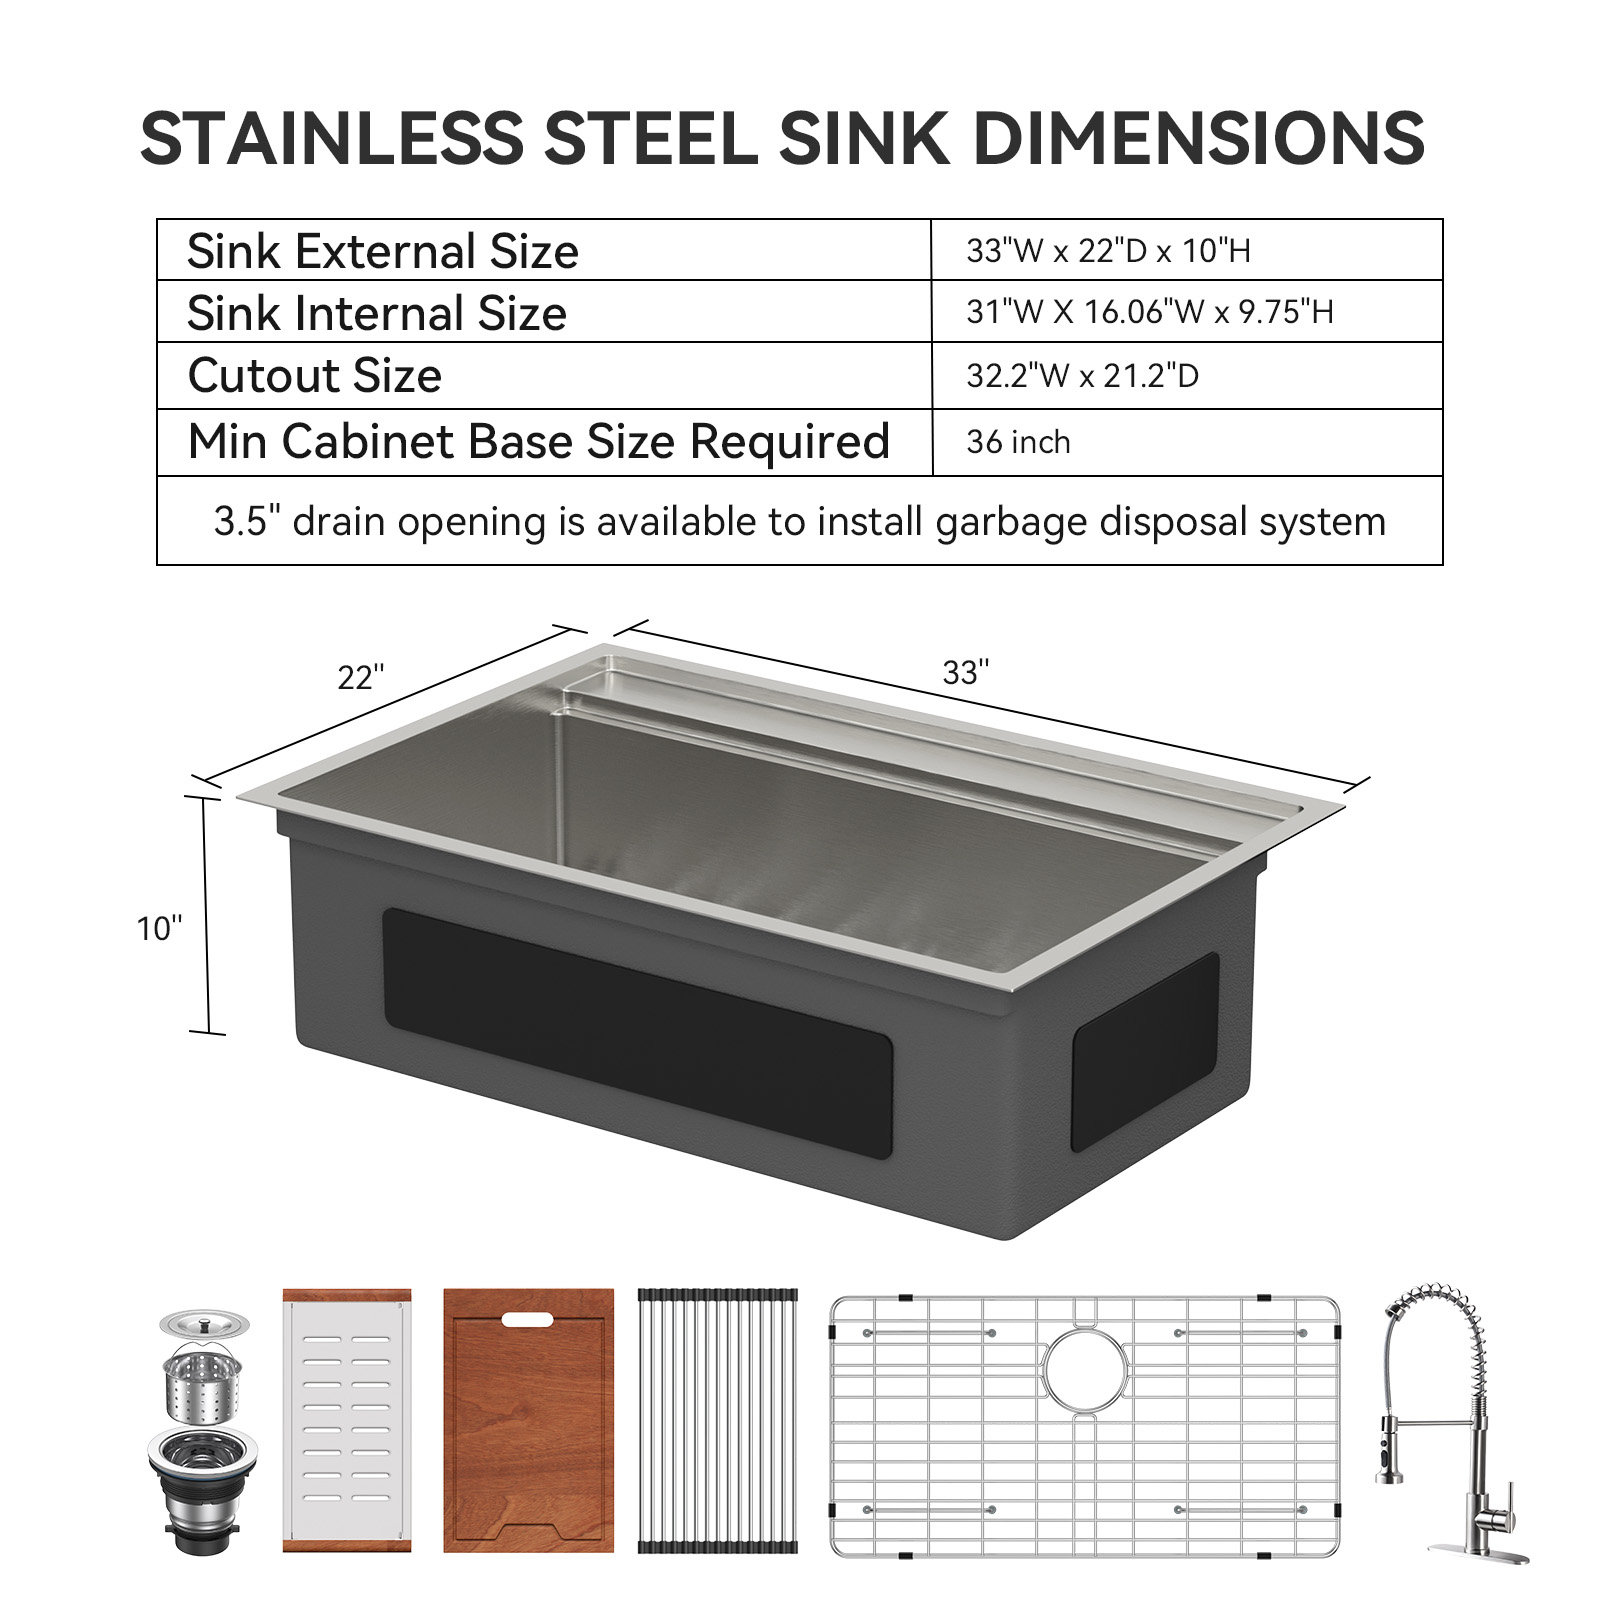 STAINLESS STEEL SINK DIMENSIONS
Sink External Size 33"W x 22"D x 10"H
Sink Internal Size 31"W X 16.06"W x 9.75"H
Cutout Size 32.2"W x 21.2"D
Min Cabinet Base Size Required 36 inch
3.5" drain opening is available to install garbage disposal system
22"
33"
10"